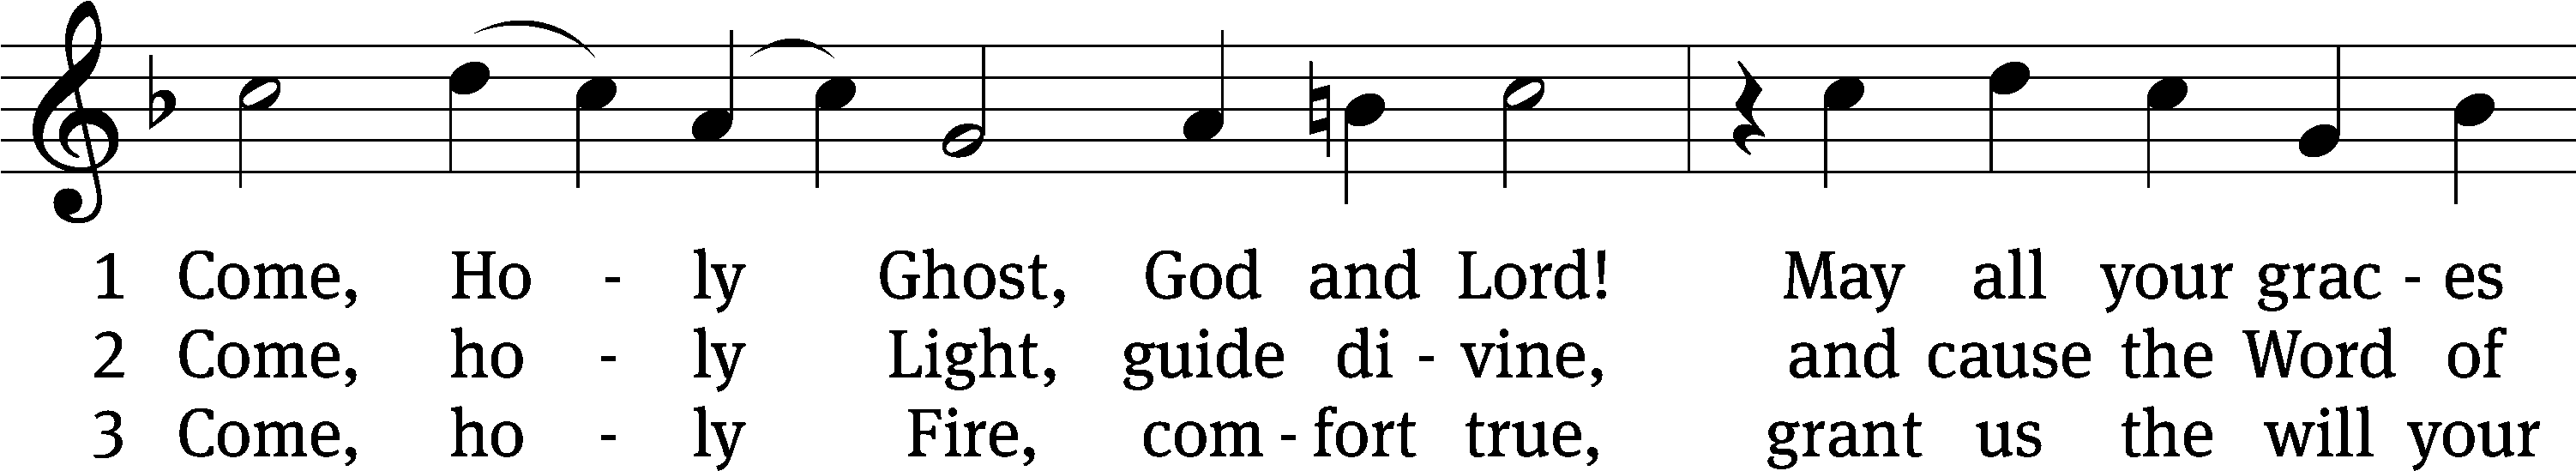 1 Come, Ho - ly Ghost, God and Lord! May all your grac - es
2 Come, ho - ly Light, guide di - vine, and cause the Word of
3 Come, ho - ly Fire, com - fort true, grant us the will your